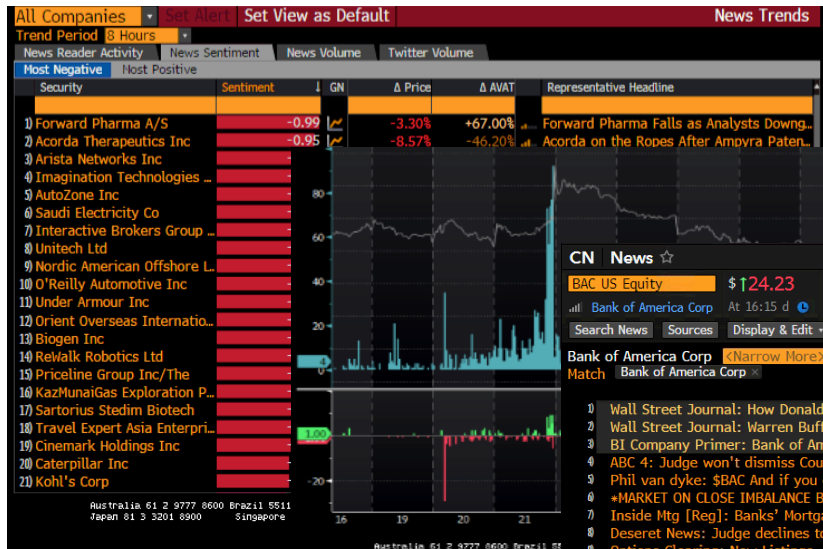 All Companies Set Alert Set View as Default News Trends
Trend Period 8 Hours
News Reader Activity News Sentiment News Volume Twitter Volume
Most Negative Most Positive
Security Sentiment ↓ GN Δ Price Δ AVAT Representative Headline
1) Forward Pharma A/S -0.99 -3.30% +67.00% Forward Pharma Falls as Analysts Downg...
2) Acorda Therapeutics Inc -0.95 -8.57% -46.20% Acorda on the Ropes After Ampyra Paten...
3) Arista Networks Inc
4) Imagination Technologies ...
5) AutoZone Inc
6) Saudi Electricity Co
7) Interactive Brokers Group ...
8) Unitech Ltd
9) Nordic American Offshore L...
10) O'Reilly Automotive Inc
11) Under Armour Inc
12) Orient Overseas Internatio...
13) Biogen Inc
14) ReWalk Robotics Ltd
15) Priceline Group Inc/The
16) KazMunaiGas Exploration P...
17) Sartorius Stedim Biotech
18) Travel Expert Asia Enterpri...
19) Cinemark Holdings Inc
20) Caterpillar Inc
21) Kohl's Corp
Australia 61 2 9777 8600 Brazil 5511
Japan 81 3 3201 8900 Singapore
80
60
40
20
4
0
1.00
-20
16 19 20 21
Australia 61 2 9777 8600 Brazil
CN News ☆
BAC US Equity $↑24.23
Bank of America Corp At 16:15 d
Search News Sources Display & Edit
Bank of America Corp <Narrow More>
Match Bank of America Corp ×
1) Wall Street Journal: How Donald
2) Wall Street Journal: Warren Buf
3) BI Company Primer: Bank of Am
4) ABC 4: Judge won't dismiss Cou
5) Phil van dyke: $BAC And if you
6) *MARKET ON CLOSE IMBALANCE B
7) Inside Mtg [Reg]: Banks' Mortga
8) Deseret News: Judge declines to